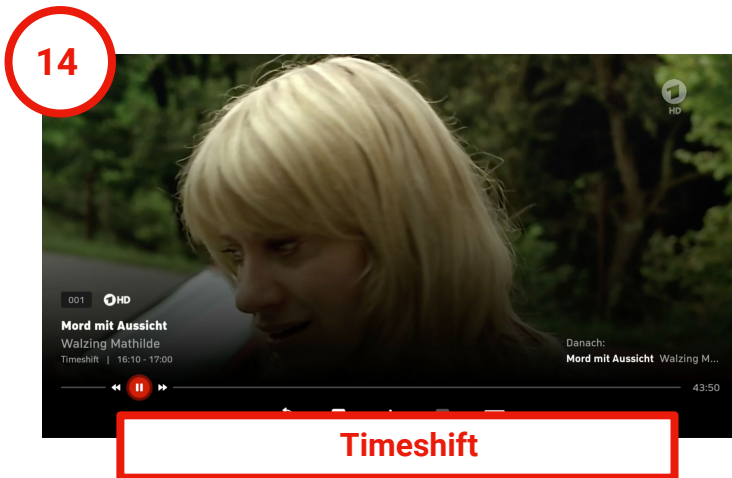 14
HD
001 HD
Mord mit Aussicht
Walzing Mathilde
Timeshift | 16:10 - 17:00
Danach:
Mord mit Aussicht Walzing M...
43:50
Timeshift